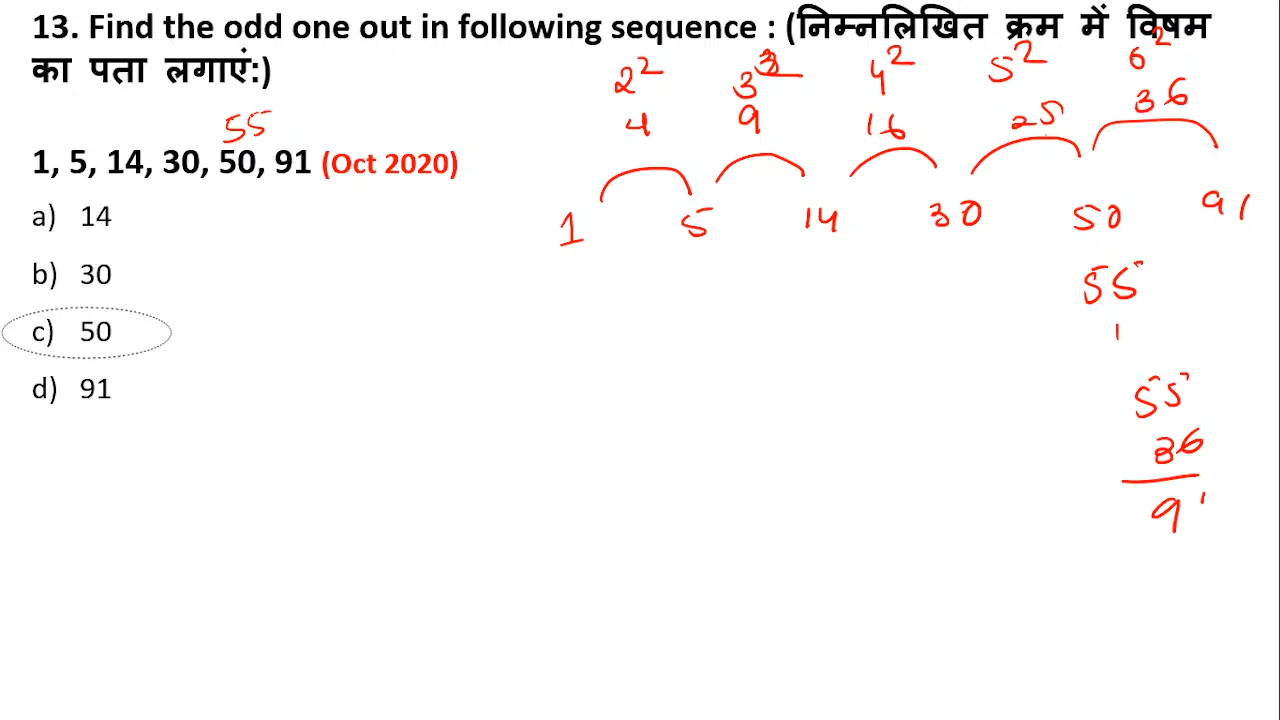 13. Find the odd one out in following sequence : (निम्नलिखित क्रम में विषम
का पता लगाएं:)
2² 3² 4² 5² 6²
4 9 16 25 36
55
1, 5, 14, 30, 50, 91 (Oct 2020)
1 5 14 30 50 91
a) 14
b) 30
55
c) 50
1
d) 91
55
36
91